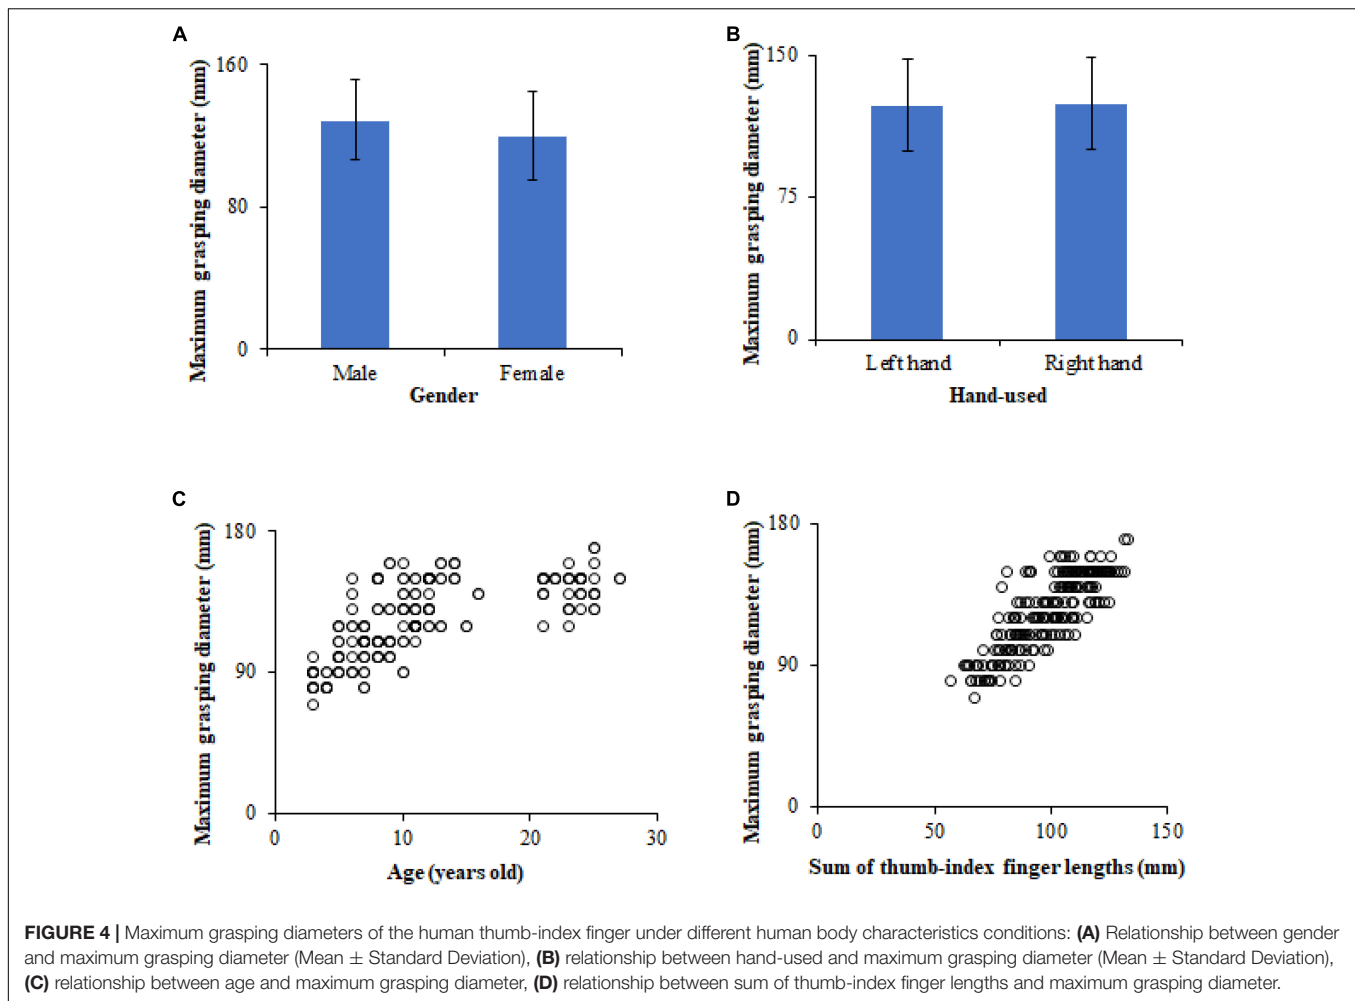 A
Maximum grasping diameter (mm)
160
80
0
Male
Female
Gender
B
Maximum grasping diameter (mm)
150
75
0
Left hand
Right hand
Hand-used
C
Maximum grasping diameter (mm)
180
90
0
0
10
20
30
Age (years old)
D
Maximum grasping diameter (mm)
180
90
0
0
50
100
150
Sum of thumb-index finger lengths (mm)
FIGURE 4 | Maximum grasping diameters of the human thumb-index finger under different human body characteristics conditions: (A) Relationship between gender
and maximum grasping diameter (Mean ± Standard Deviation), (B) relationship between hand-used and maximum grasping diameter (Mean ± Standard Deviation),
(C) relationship between age and maximum grasping diameter, (D) relationship between sum of thumb-index finger lengths and maximum grasping diameter.